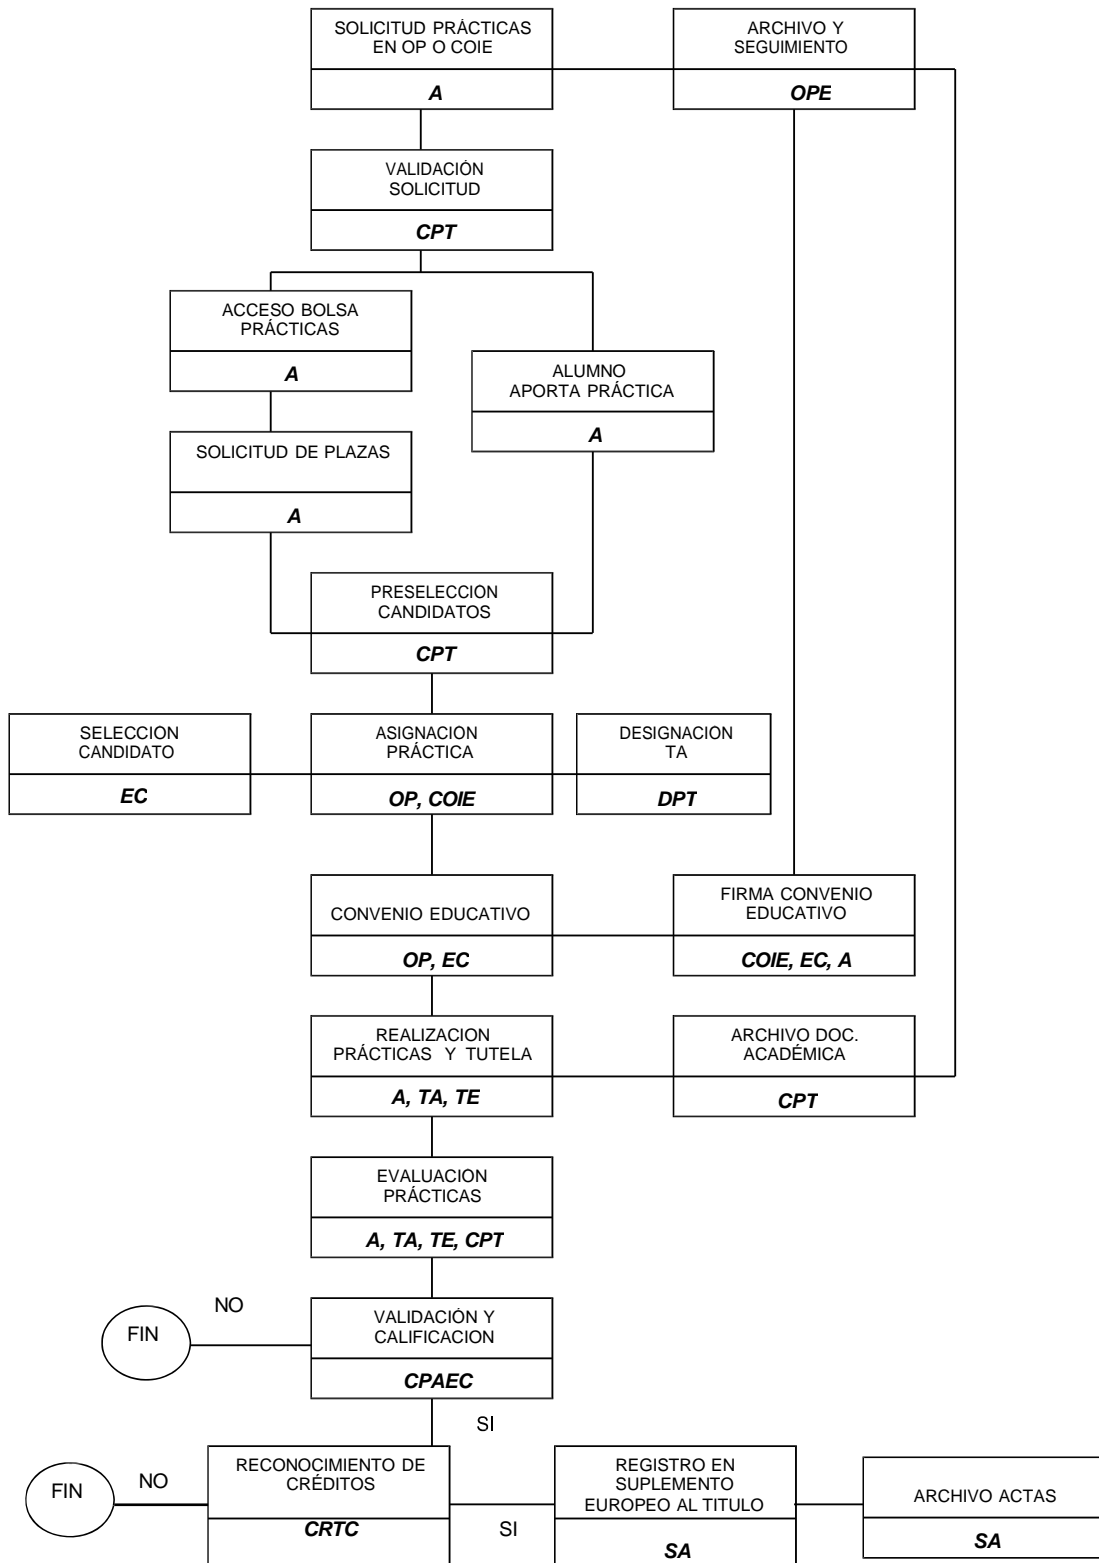 SOLICITUD PRÁCTICAS
EN OP O COIE
A
ARCHIVO Y
SEGUIMIENTO
OPE
VALIDACIÓN
SOLICITUD
CPT
ACCESO BOLSA
PRÁCTICAS
A
ALUMNO
APORTA PRÁCTICA
A
SOLICITUD DE PLAZAS
A
PRESELECCION
CANDIDATOS
CPT
SELECCION
CANDIDATO
EC
ASIGNACION
PRÁCTICA
OP, COIE
DESIGNACION
TA
DPT
CONVENIO EDUCATIVO
OP, EC
FIRMA CONVENIO
EDUCATIVO
COIE, EC, A
REALIZACION
PRÁCTICAS Y TUTELA
A, TA, TE
ARCHIVO DOC.
ACADÉMICA
CPT
EVALUACION
PRÁCTICAS
A, TA, TE, CPT
NO
FIN
VALIDACIÓN Y
CALIFICACION
CPAEC
SI
FIN
NO
RECONOCIMIENTO DE
CRÉDITOS
CRTC
SI
REGISTRO EN
SUPLEMENTO
EUROPEO AL TITULO
SA
ARCHIVO ACTAS
SA